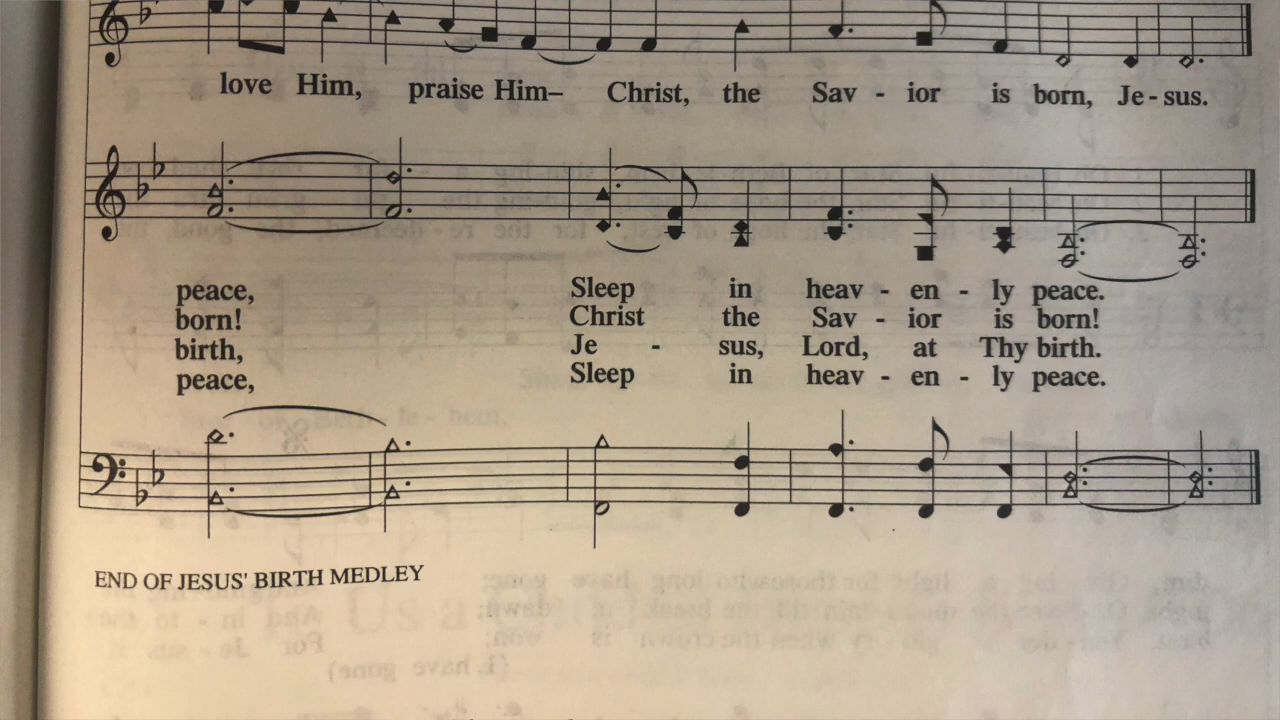 love Him, praise Him– Christ, the Sav - ior is born, Je - sus.
peace, Sleep in heav - en - ly peace.
born! Christ the Sav - ior is born!
birth, Je - sus, Lord, at Thy birth.
peace, Sleep in heav - en - ly peace.
END OF JESUS' BIRTH MEDLEY